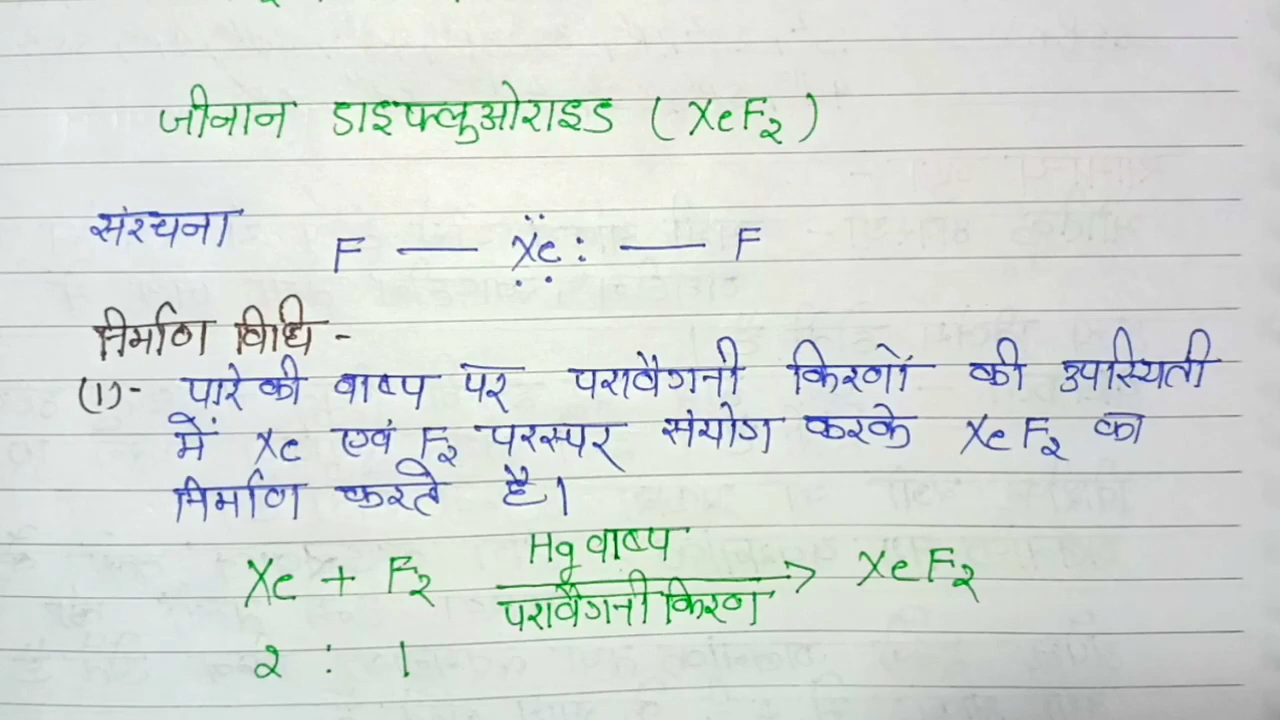 जीनान डाइफ्लुओराइड (XeF₂)
संरचना
F — Xe: — F
निर्माण विधि -
(1)- पारे की वाष्प पर परावैगनी किरणों की उपस्थिती
में Xe एवं F₂ परस्पर संयोग करके XeF₂ का
निर्माण करते है।
Hg वाष्प
Xe + F₂ ⟶ XeF₂
परावैगनी किरण
2 : 1